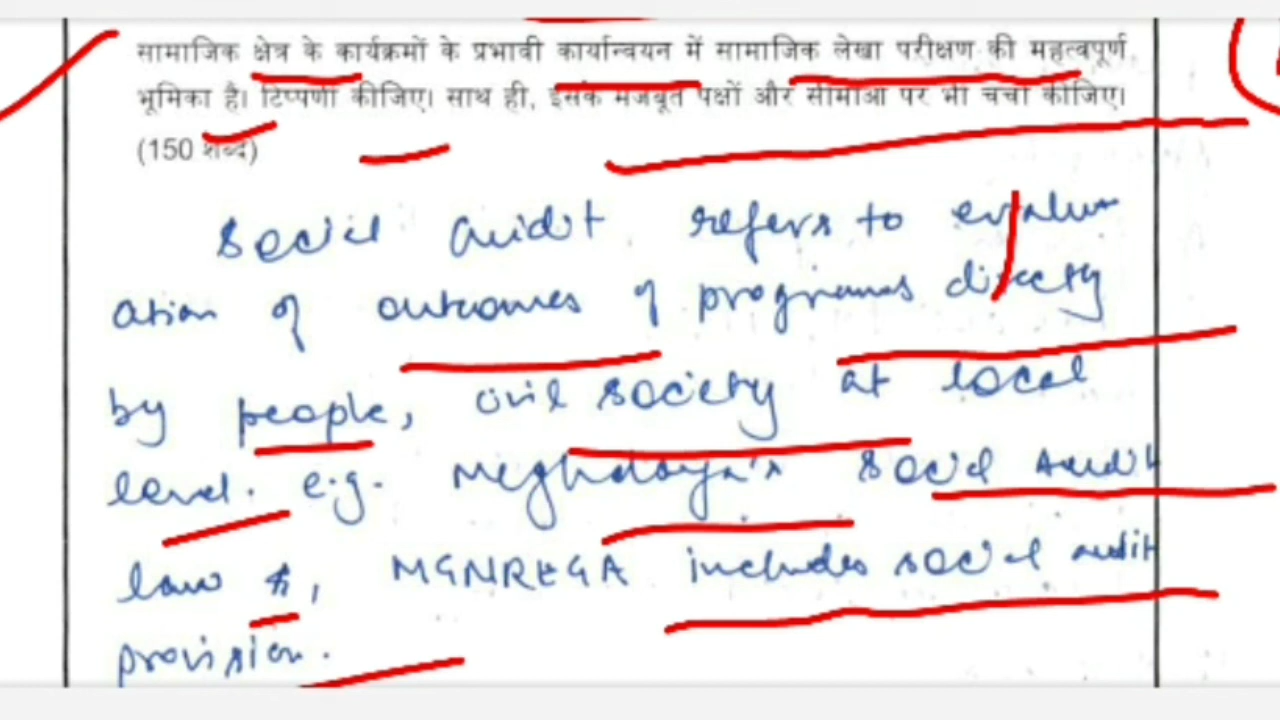 सामाजिक क्षेत्र के कार्यक्रमों के प्रभावी कार्यान्वयन में सामाजिक लेखा परीक्षण की महत्वपूर्ण
भूमिका है। टिप्पणी कीजिए। साथ ही, इसके मजबूत पक्षों और सीमाओं पर भी चर्चा कीजिए।
(150 शब्द)
Social Audit refers to evalu
ation of outcomes of programs directly
by people, civil society at local
level. e.g. Meghalaya's Social Audit
law, MGNREGA includes social audit
provision.